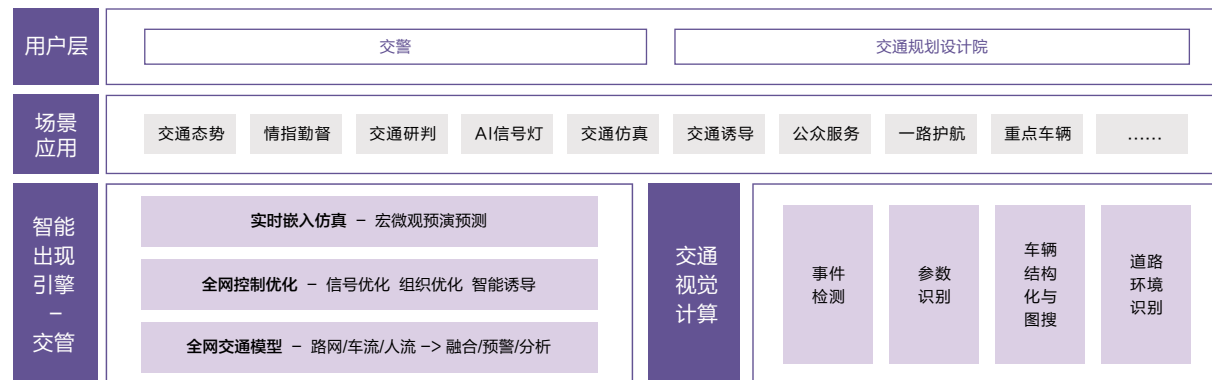 用户层
交警
交通规划设计院
场景
应用
交通态势
情指勤督
交通研判
AI信号灯
交通仿真
交通诱导
公众服务
一路护航
重点车辆
……
智能
出现
引擎
–
交管
实时嵌入仿真 – 宏微观预演预测
全网控制优化 – 信号优化 组织优化 智能诱导
全网交通模型 – 路网/车流/人流 –> 融合/预警/分析
交通
视觉
计算
事件
检测
参数
识别
车辆
结构
化与
图搜
道路
环境
识别